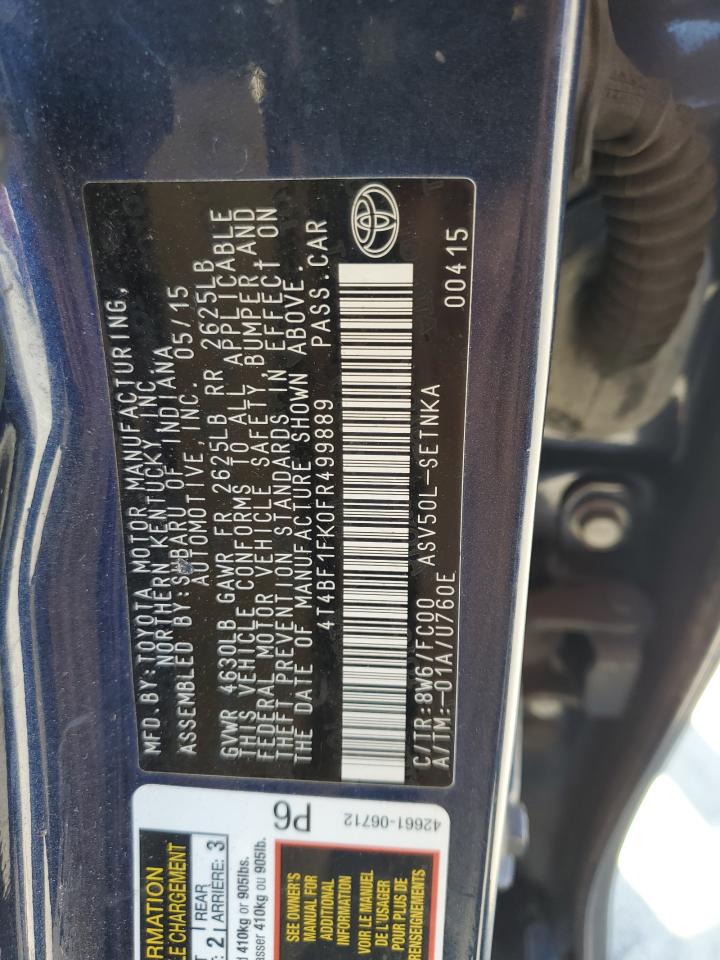 MFD.BY:TOYOTA MOTOR MANUFACTURING,
NORTHERN KENTUCKY INC
ASSEMBLED BY:SUBARU OF INDIANA
AUTOMOTIVE, INC. 05/15
GVWR 4630LB GAWR FR 2625LB RR 2625LB
THIS VEHICLE CONFORMS TO ALL APPLICABLE
FEDERAL MOTOR VEHICLE SAFETY,BUMPER AND
THEFT PREVENTION STANDARDS IN EFFECT ON
THE DATE OF MANUFACTURE SHOWN ABOVE.
4T4BF1FK0FR499889 PASS.CAR
C/TR:8W6/FC00 ASV50L-SETNKA 00415
A/TM:-01A/U760E
P6
42661-06712
ORMATION
LE CHARGEMENT
T 2 REAR
ARRIÈRE: 3
d 410kg or 905lbs.
asser 410kg ou 905lb.
SEE OWNER'S
MANUAL FOR
ADDITIONAL
INFORMATION
VOIR LE MANUEL
DE L'USAGER
POUR PLUS DE
RENSEIGNEMENTS